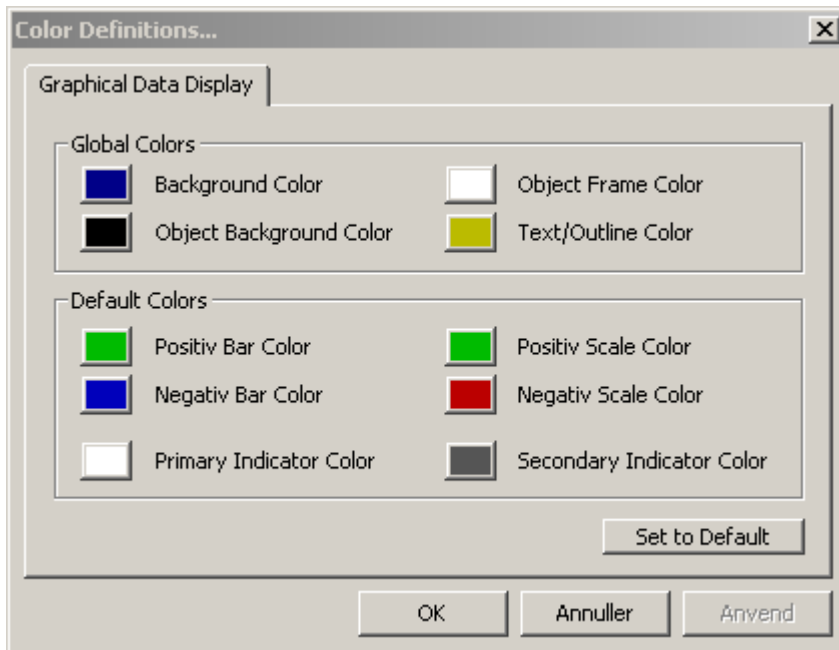 Color Definitions...
Graphical Data Display
Global Colors
Background Color
Object Frame Color
Object Background Color
Text/Outline Color
Default Colors
Positiv Bar Color
Positiv Scale Color
Negativ Bar Color
Negativ Scale Color
Primary Indicator Color
Secondary Indicator Color
Set to Default
OK
Annuller
Anvend